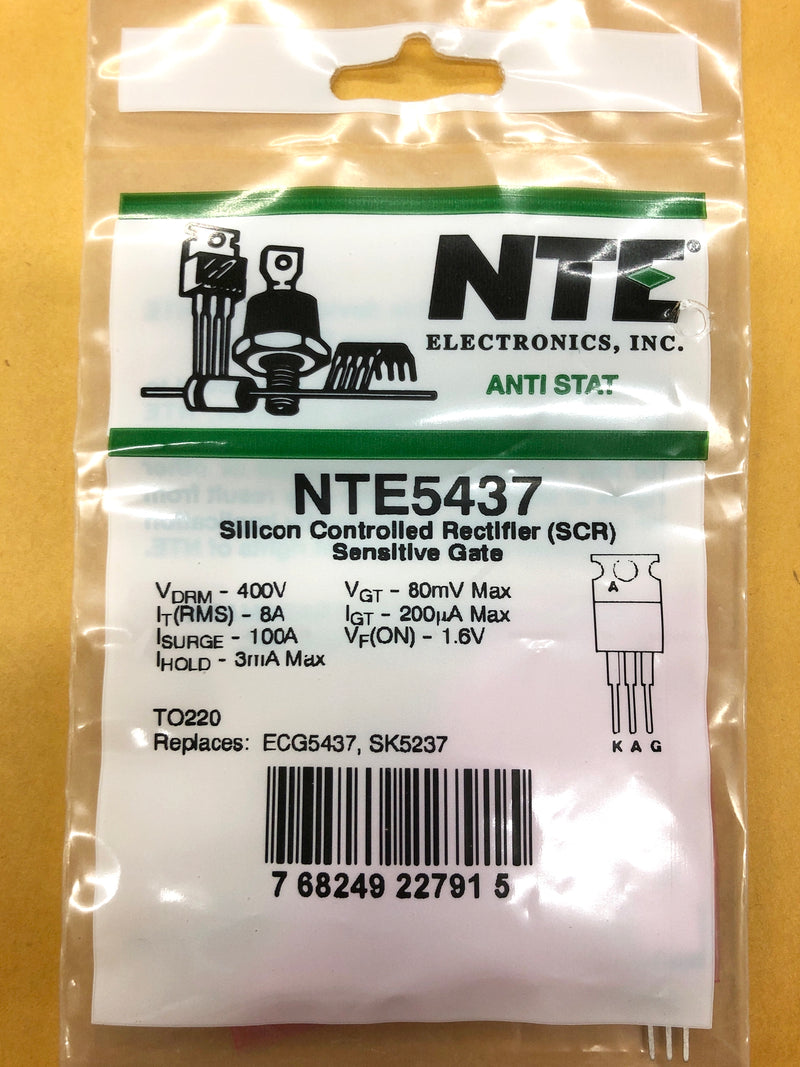 NTE®
ELECTRONICS, INC.
ANTI STAT
NTE5437
Silicon Controlled Rectifier (SCR)
Sensitive Gate
VDRM - 400V
IT(RMS) - 8A
ISURGE - 100A
IHOLD - 3mA Max
VGT - 80mV Max
IGT - 200µA Max
VF(ON) - 1.6V
A
K A G
TO220
Replaces: ECG5437, SK5237
7 68249 22791 5